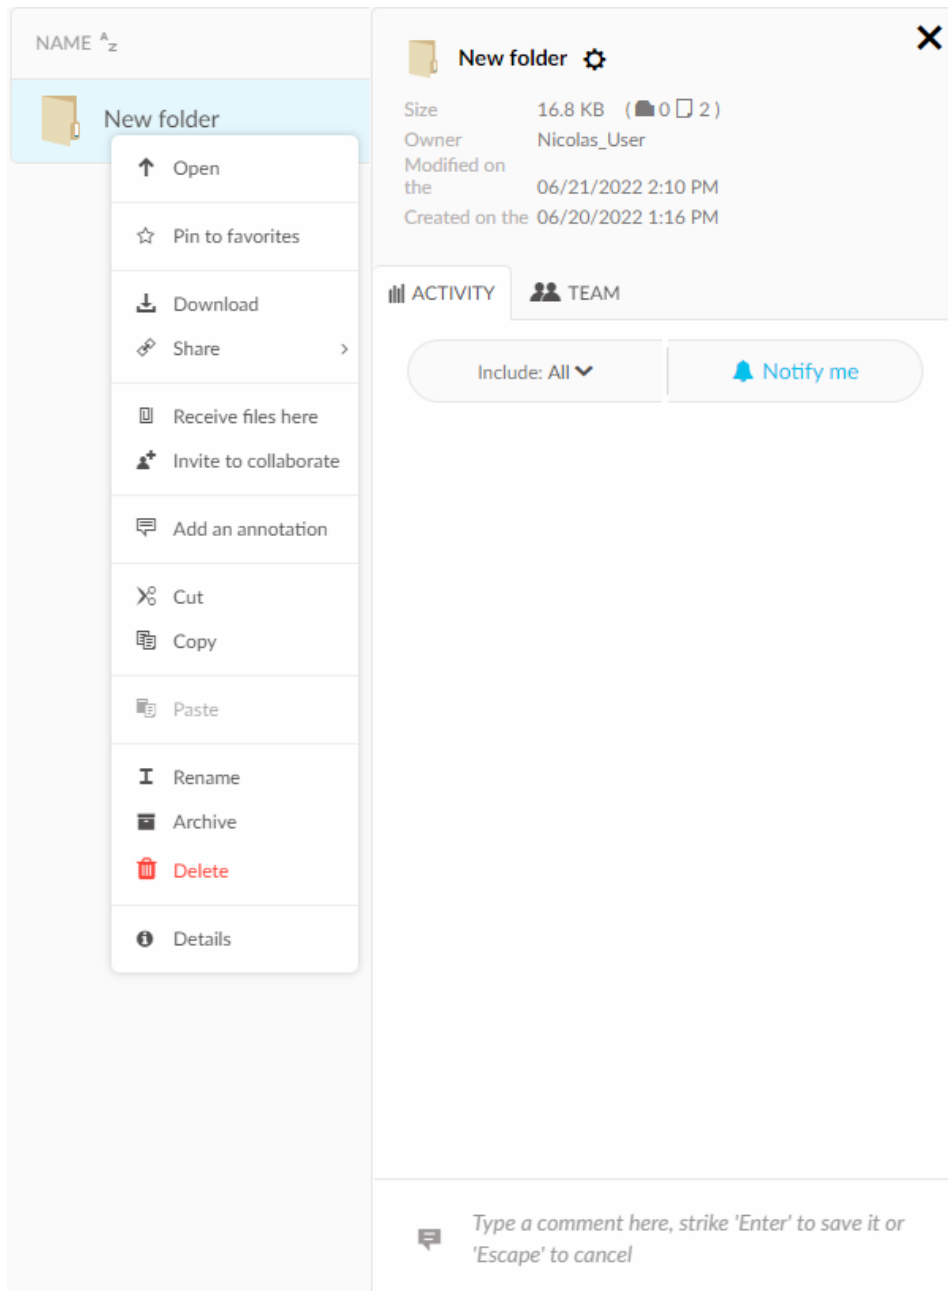 NAME AZ
New folder
Open
Pin to favorites
Download
Share
Receive files here
Invite to collaborate
Add an annotation
Cut
Copy
Paste
Rename
Archive
Delete
Details
New folder
Size 16.8 KB ( 0 2 )
Owner Nicolas_User
Modified on
the 06/21/2022 2:10 PM
Created on the 06/20/2022 1:16 PM
ACTIVITY TEAM
Include: All Notify me
Type a comment here, strike 'Enter' to save it or
'Escape' to cancel